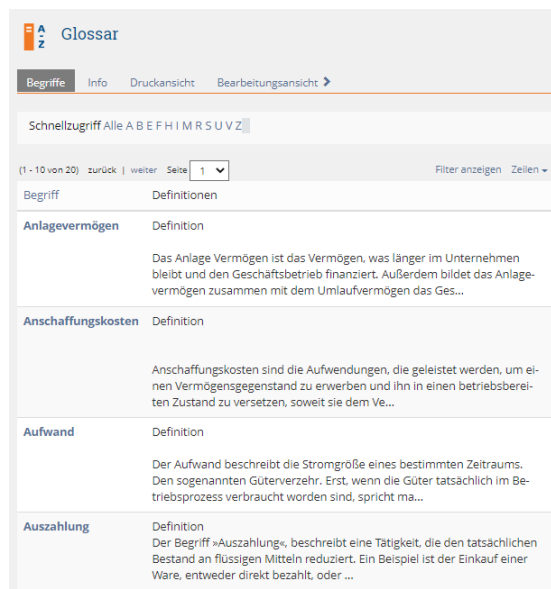 A
-
Z
Glossar
Begriffe Info Druckansicht Bearbeitungsansicht
Schnellzugriff Alle A B E F H I M R S U V Z
(1 - 10 von 20) zurück | weiter Seite 1 Filter anzeigen Zeilen
Begriff Definitionen
Anlagevermögen Definition
Das Anlage Vermögen ist das Vermögen, was länger im Unternehmen
bleibt und den Geschäftsbetrieb finanziert. Außerdem bildet das Anlage-
vermögen zusammen mit dem Umlaufvermögen das Ges...
Anschaffungskosten Definition
Anschaffungskosten sind die Aufwendungen, die geleistet werden, um ei-
nen Vermögensgegenstand zu erwerben und ihn in einen betriebsberei-
ten Zustand zu versetzen, soweit sie dem Ve...
Aufwand Definition
Der Aufwand beschreibt die Stromgröße eines bestimmten Zeitraums.
Den sogenannten Güterverzehr. Erst, wenn die Güter tatsächlich im Be-
triebsprozess verbraucht worden sind, spricht ma...
Auszahlung Definition
Der Begriff »Auszahlung«, beschreibt eine Tätigkeit, die den tatsächlichen
Bestand an flüssigen Mitteln reduziert. Ein Beispiel ist der Einkauf einer
Ware, entweder direkt bezahlt, oder ...